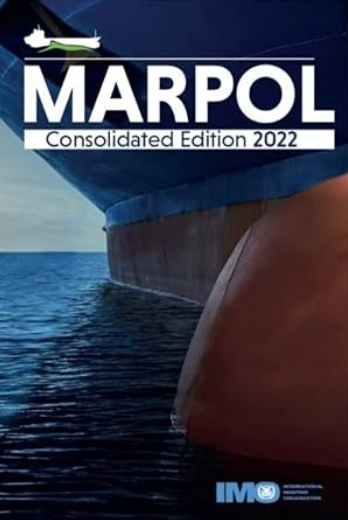 MARPOL
Consolidated Edition 2022
IMO
INTERNATIONAL
MARITIME
ORGANIZATION